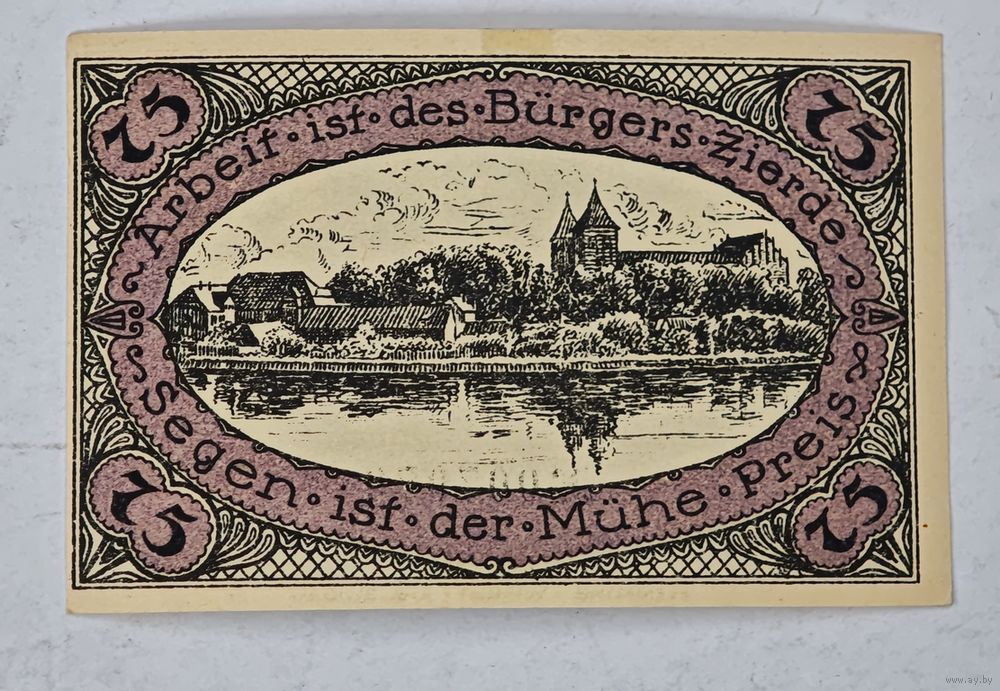 75 75
Arbeit · ist · des · Bürgers · Zierde
Segen · ist · der · Mühe · Preis
75 75
www.ay.by